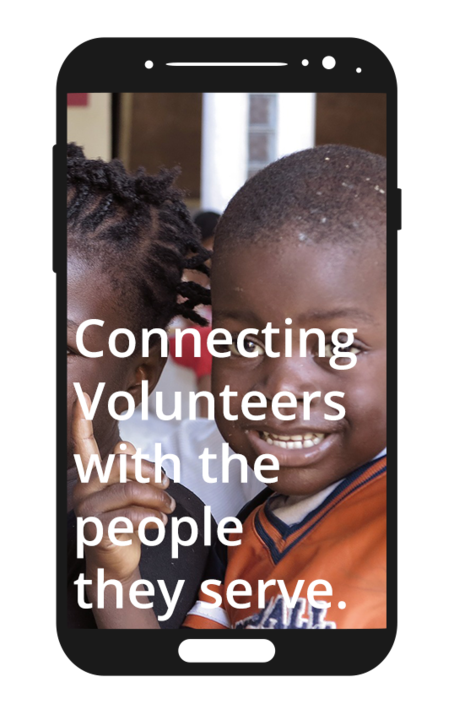 Connecting
Volunteers
with the
people
they serve.